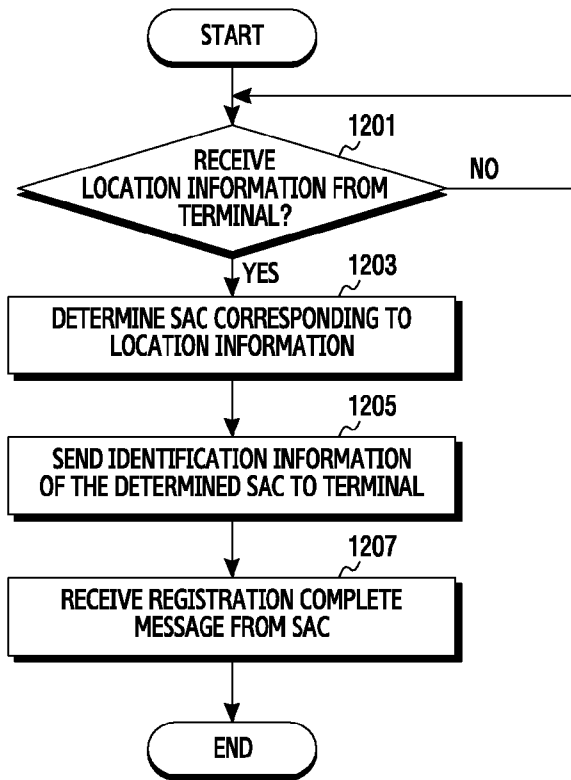 START
1201
RECEIVE
LOCATION INFORMATION FROM
TERMINAL?
NO
YES
1203
DETERMINE SAC CORRESPONDING TO
LOCATION INFORMATION
1205
SEND IDENTIFICATION INFORMATION
OF THE DETERMINED SAC TO TERMINAL
1207
RECEIVE REGISTRATION COMPLETE
MESSAGE FROM SAC
END